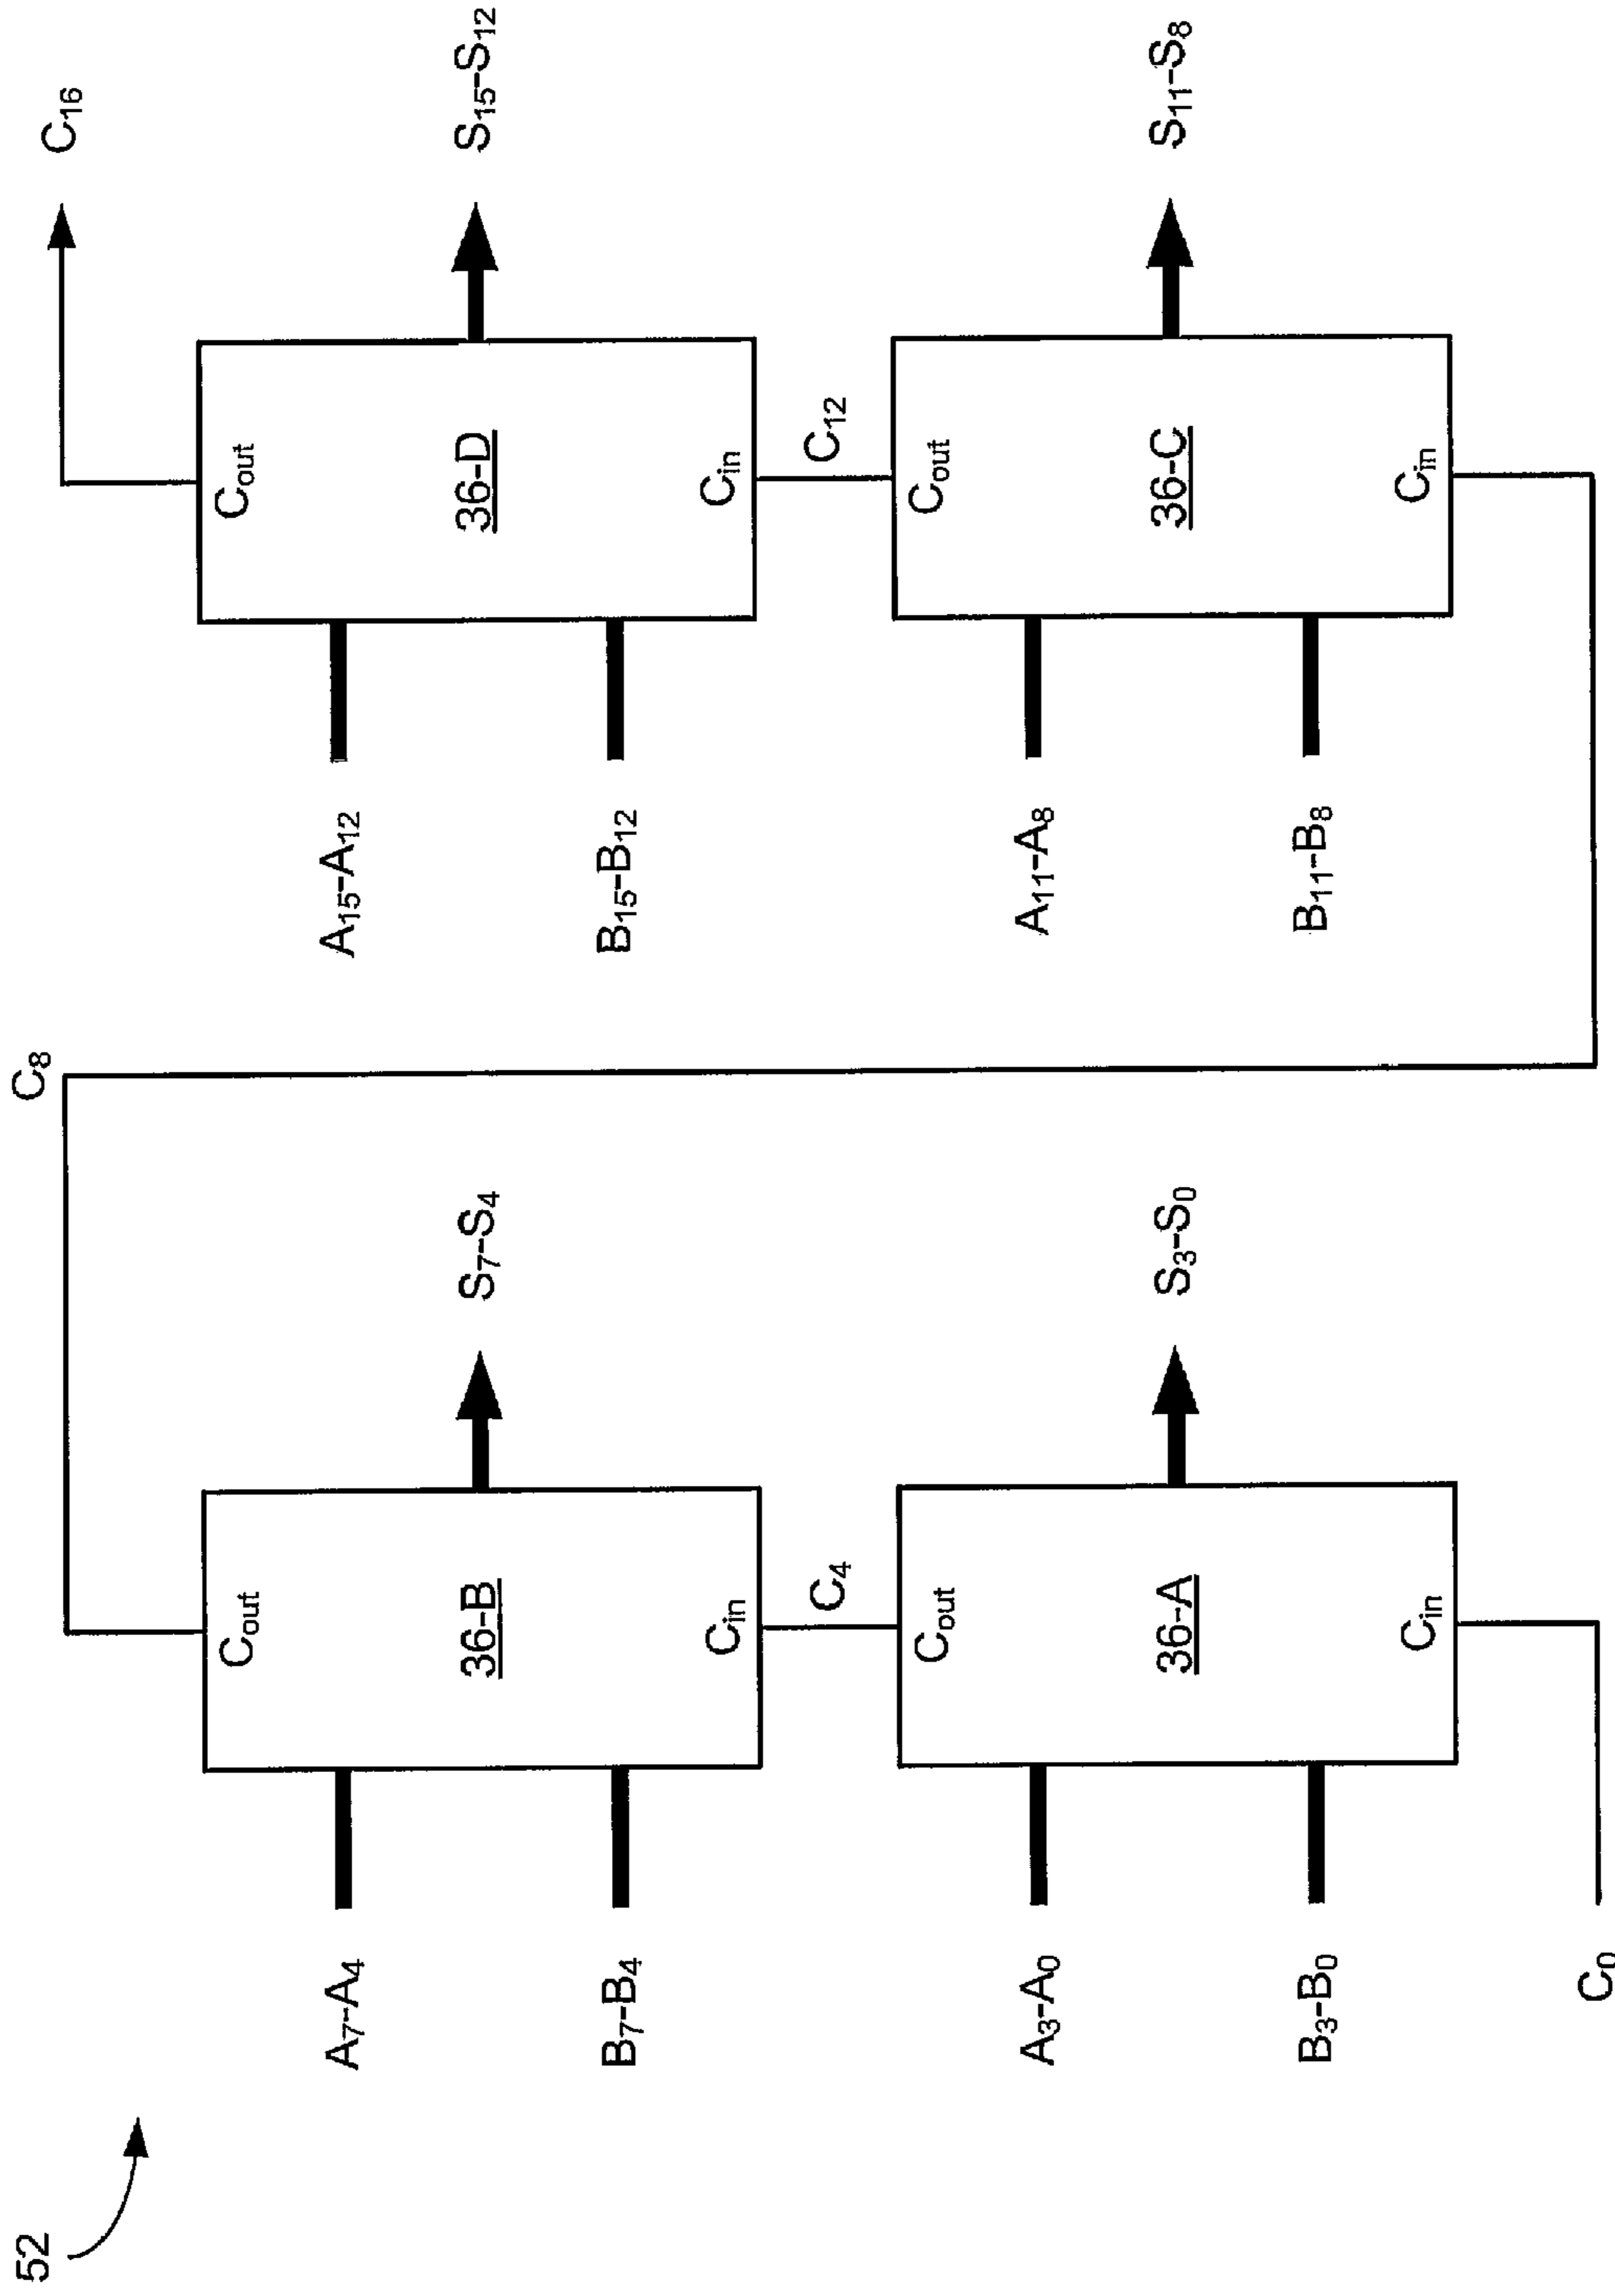 52
C₈
C₁₆
Cout
36-B
Cin
A₇-A₄
B₇-B₄
S₇-S₄
C₄
Cout
36-A
Cin
A₃-A₀
B₃-B₀
S₃-S₀
C₀
Cout
36-D
Cin
A₁₅-A₁₂
B₁₅-B₁₂
S₁₅-S₁₂
C₁₂
Cout
36-C
Cin
A₁₁-A₈
B₁₁-B₈
S₁₁-S₈